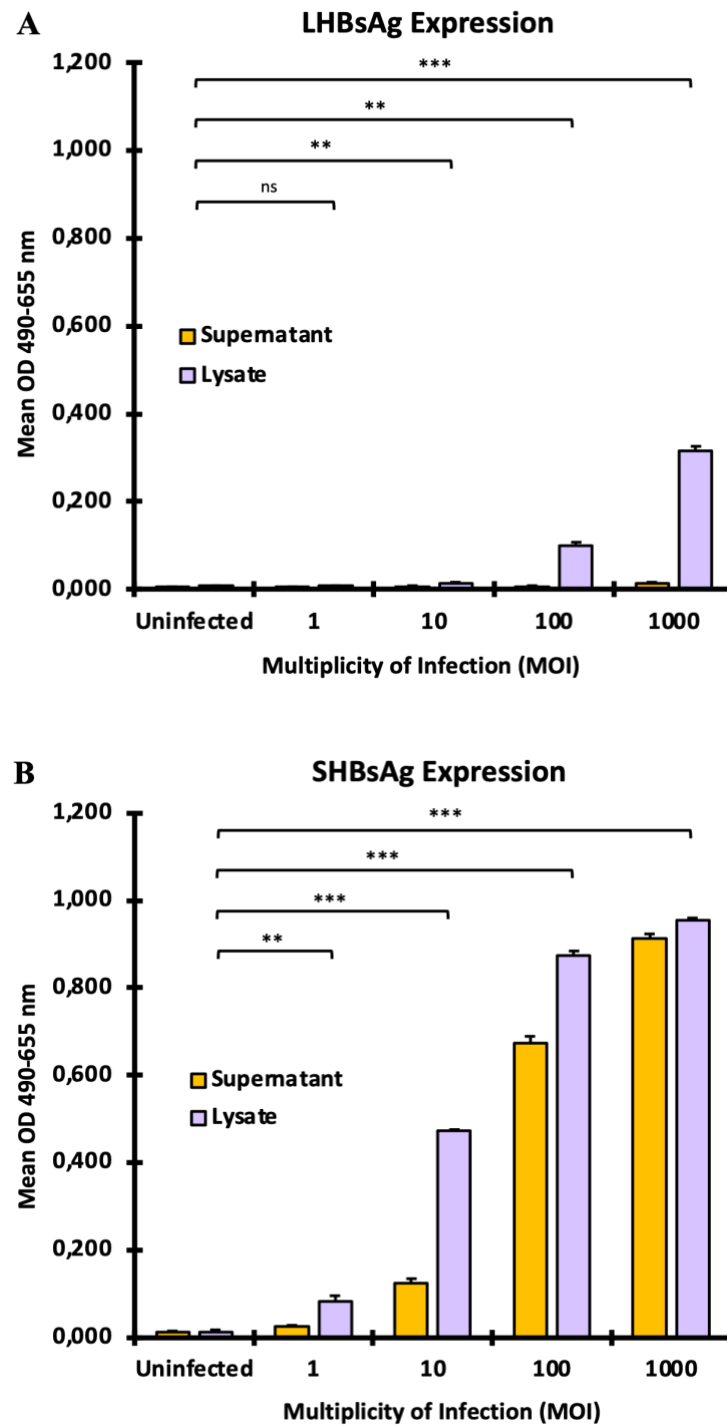 A
LHBsAg Expression
1,200
1,000
0,800
0,600
0,400
0,200
0,000
Mean OD 490-655 nm
***
**
**
ns
Supernatant
Lysate
Uninfected 1 10 100 1000
Multiplicity of Infection (MOI)
B
SHBsAg Expression
1,200
1,000
0,800
0,600
0,400
0,200
0,000
Mean OD 490-655 nm
***
***
***
**
Supernatant
Lysate
Uninfected 1 10 100 1000
Multiplicity of Infection (MOI)